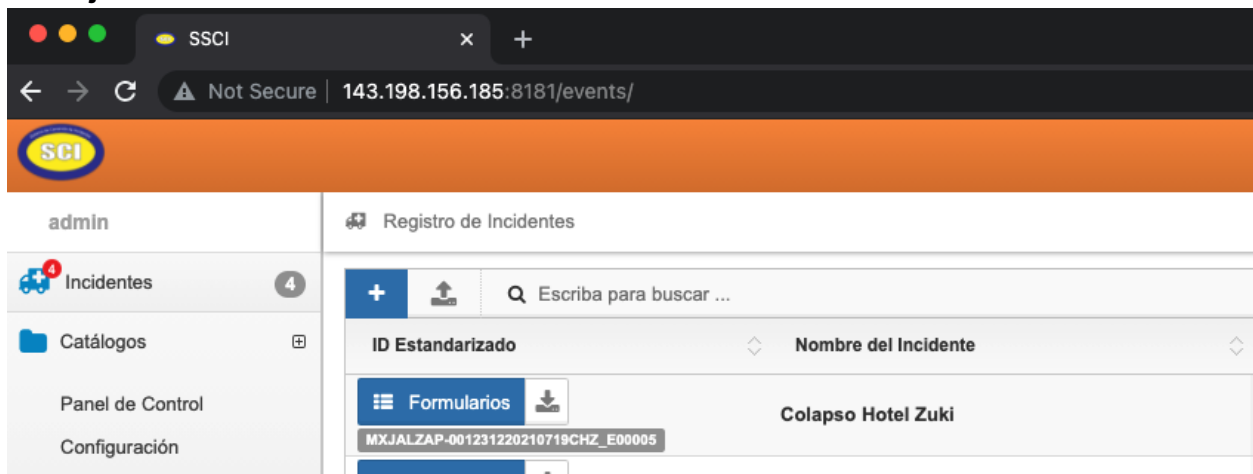 SSCI
Not Secure 143.198.156.185:8181/events/
SCI
admin
Registro de Incidentes
4
Incidentes
4
Escriba para buscar ...
Catálogos
ID Estandarizado
Nombre del Incidente
Panel de Control
Formularios
Colapso Hotel Zuki
Configuración
MXJALZAP-001231220210719CHZ_E00005